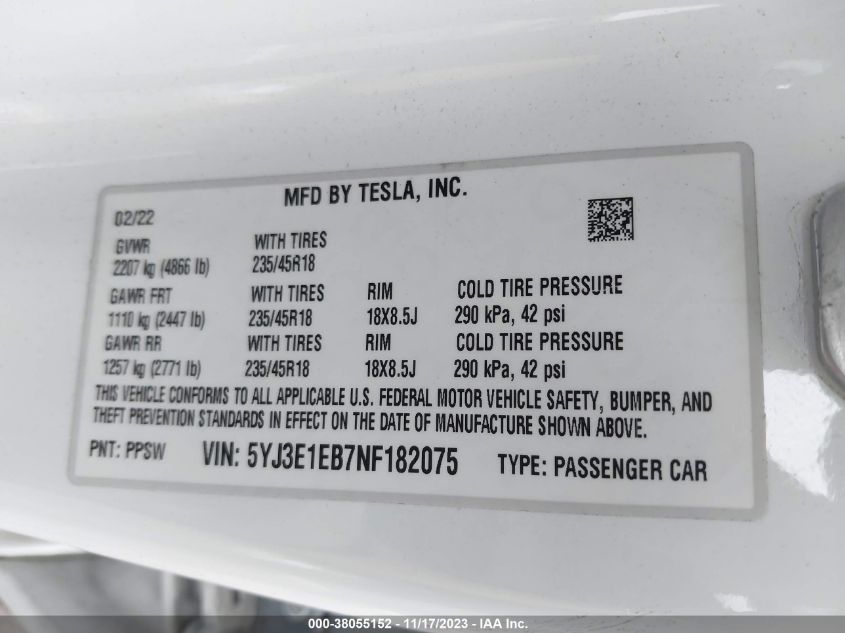 MFD BY TESLA, INC.
02/22
GVWR WITH TIRES
2207 kg (4866 lb) 235/45R18
GAWR FRT WITH TIRES RIM COLD TIRE PRESSURE
1110 kg (2447 lb) 235/45R18 18X8.5J 290 kPa, 42 psi
GAWR RR WITH TIRES RIM COLD TIRE PRESSURE
1257 kg (2771 lb) 235/45R18 18X8.5J 290 kPa, 42 psi
THIS VEHICLE CONFORMS TO ALL APPLICABLE U.S. FEDERAL MOTOR VEHICLE SAFETY, BUMPER, AND
THEFT PREVENTION STANDARDS IN EFFECT ON THE DATE OF MANUFACTURE SHOWN ABOVE.
PNT: PPSW VIN: 5YJ3E1EB7NF182075 TYPE: PASSENGER CAR
000-38055152 - 11/17/2023 - IAA Inc.